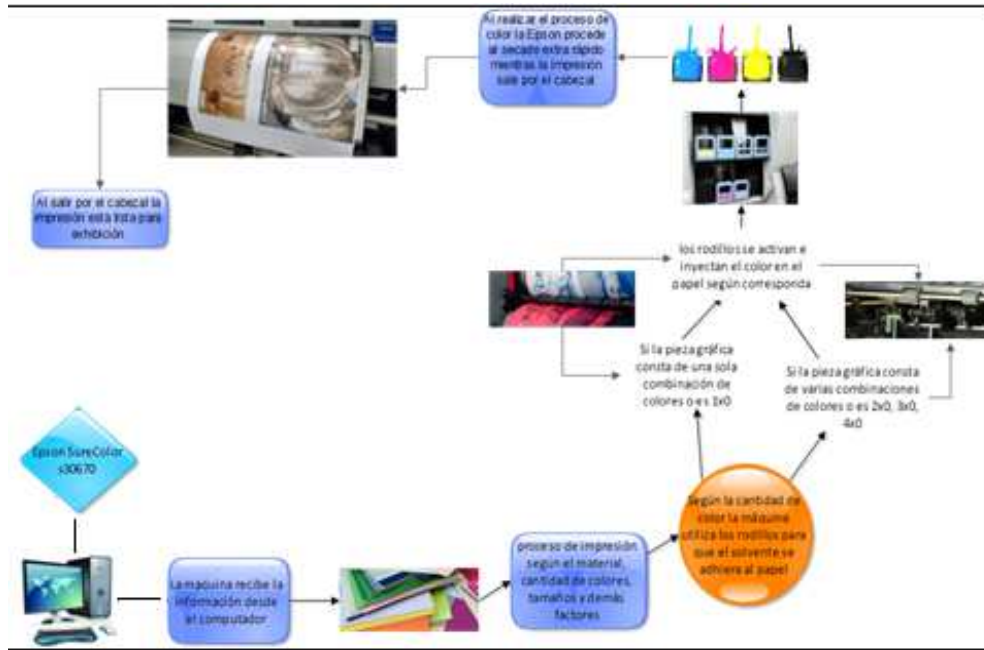 Al realizar el proceso de
color la Epson procede
al secado extra rápido
mientras la impresión
sale por el cabezal
Al salir por el cabezal la
impresión esta lista para
exhibición
los rodillos se activan e
inyectan el color en el
papel según corresponda
Si la pieza gráfica
consta de una sola
combinación de
colores o es 1x0
Si la pieza gráfica consta
de varias combinaciones
de colores o es 2x0, 3x0,
4x0
Epson SureColor
s30670
La maquina recibe la
información desde
el computador
proceso de impresión
según el material,
cantidad de colores,
tamaños y demás
factores
Según la cantidad de
color la máquina
utiliza los rodillos para
que el solvente se
adhiera al papel